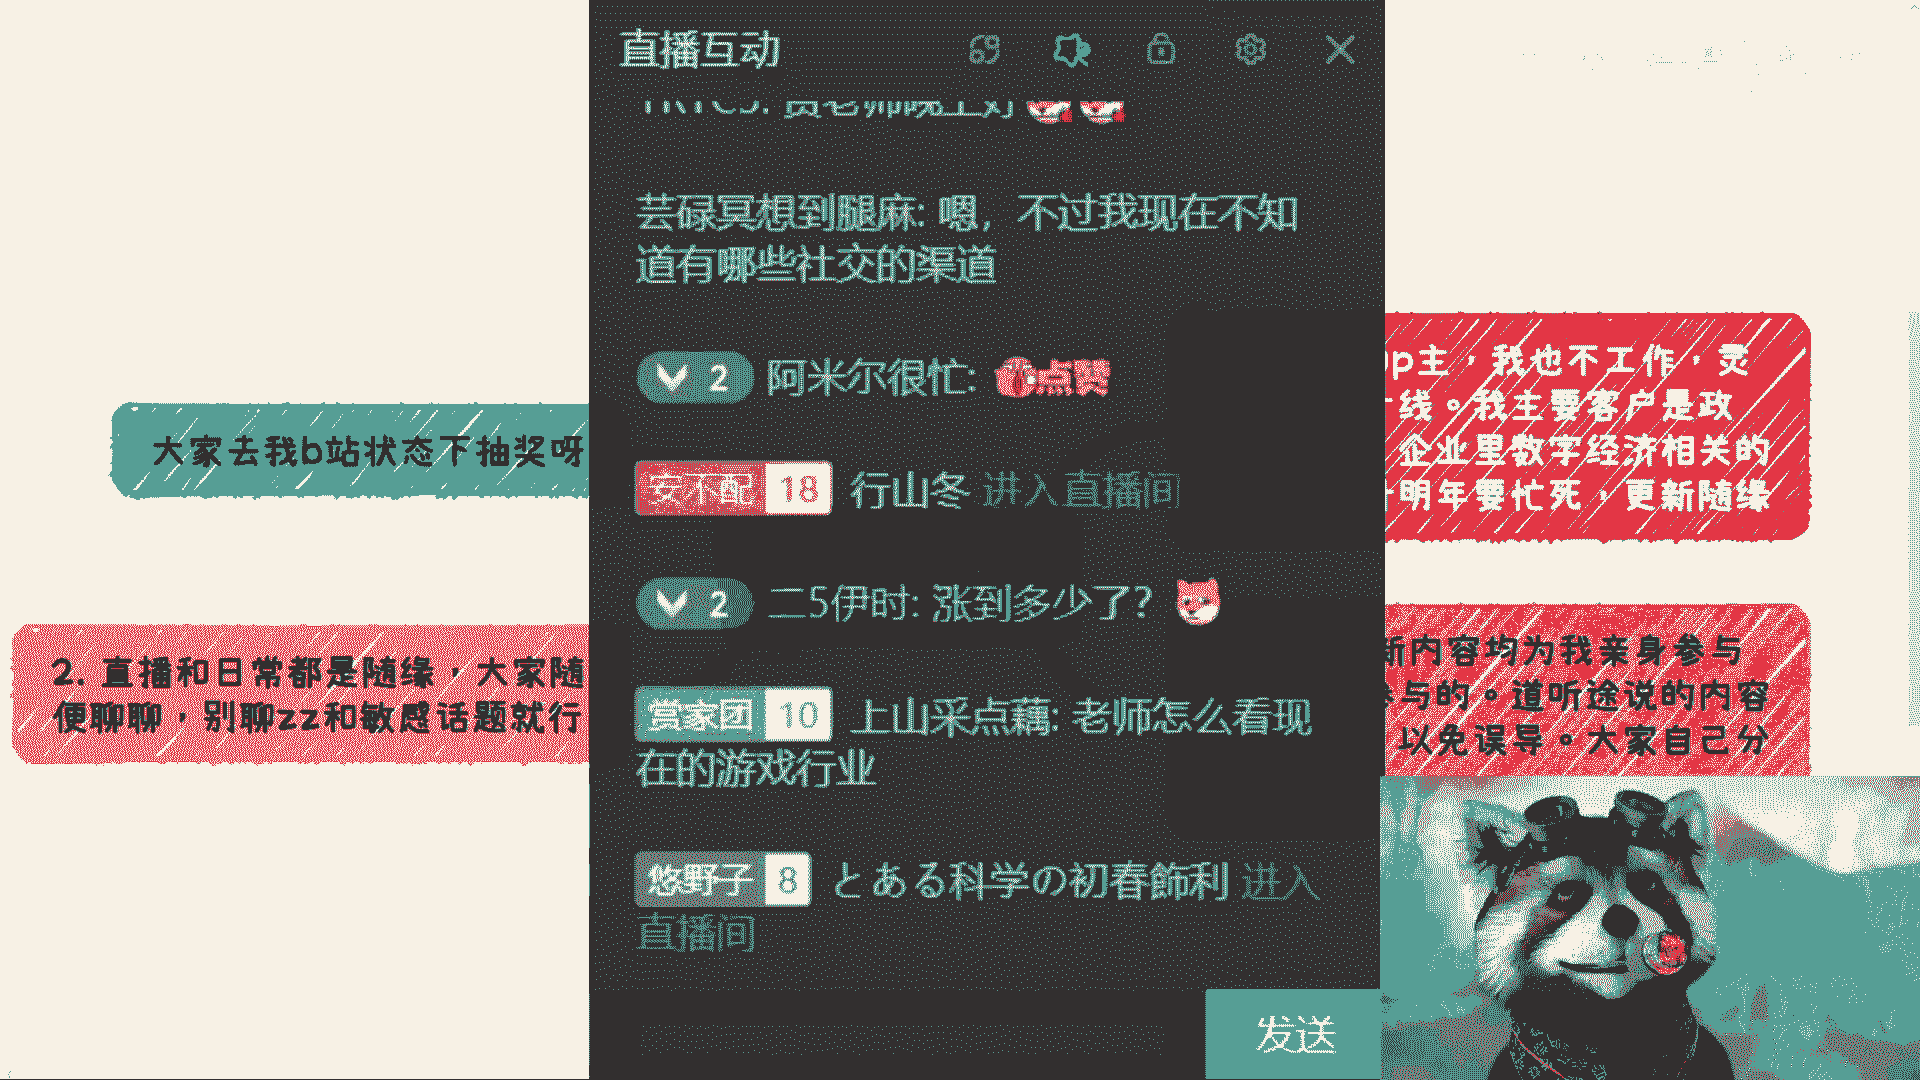 大家去我b站状态下抽奖呀
2. 直播和日常都是随缘，大家随
便聊聊，别聊zz和敏感话题就行
直播互动
芸碌冥想到腿麻: 嗯，不过我现在不知
道有哪些社交的渠道
2 阿米尔很忙: 点赞
安不配 18 行山冬 进入直播间
2 二5伊时: 涨到多少了？
営家团 10 上山采点藕: 老师怎么看现
在的游戏行业
悠野子 8 とある科学の初春飾利 进入
直播间
发送
p主，我也不工作，灵
线。我主要客户是政
企业里数字经济相关的
明年要忙死，更新随缘
新内容均为我亲身参与
参与的。道听途说的内容
以免误导。大家自己分